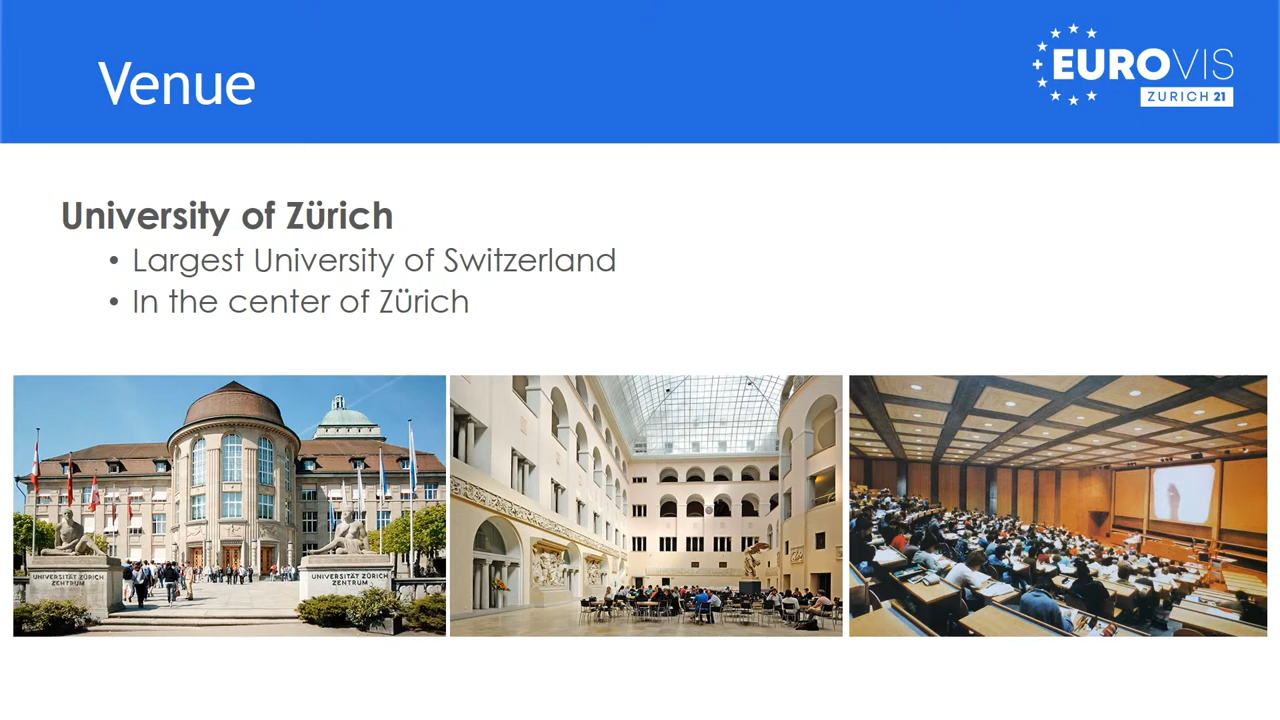 Venue
EUROVIS
ZURICH 21
University of Zürich
• Largest University of Switzerland
• In the center of Zürich
UNIVERSITÄT ZÜRICH
ZENTRUM
UNIVERSITÄT ZÜRICH
ZENTRUM